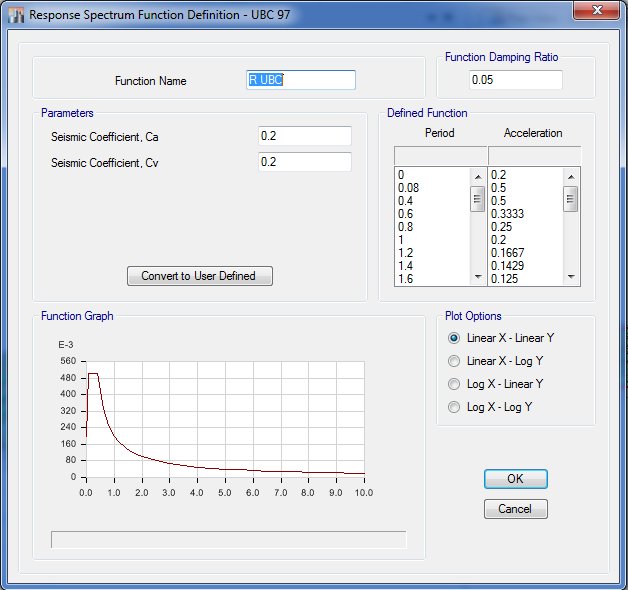 Response Spectrum Function Definition - UBC 97
Function Name
R UBC
Function Damping Ratio
0.05
Parameters
Seismic Coefficient, Ca
0.2
Seismic Coefficient, Cv
0.2
Convert to User Defined
Defined Function
Period Acceleration
0 0.2
0.08 0.5
0.4 0.5
0.6 0.3333
0.8 0.25
1 0.2
1.2 0.1667
1.4 0.1429
1.6 0.125
Function Graph
E-3
560
480
400
320
240
160
80
0
0.0 1.0 2.0 3.0 4.0 5.0 6.0 7.0 8.0 9.0 10.0
Plot Options
Linear X - Linear Y
Linear X - Log Y
Log X - Linear Y
Log X - Log Y
OK
Cancel